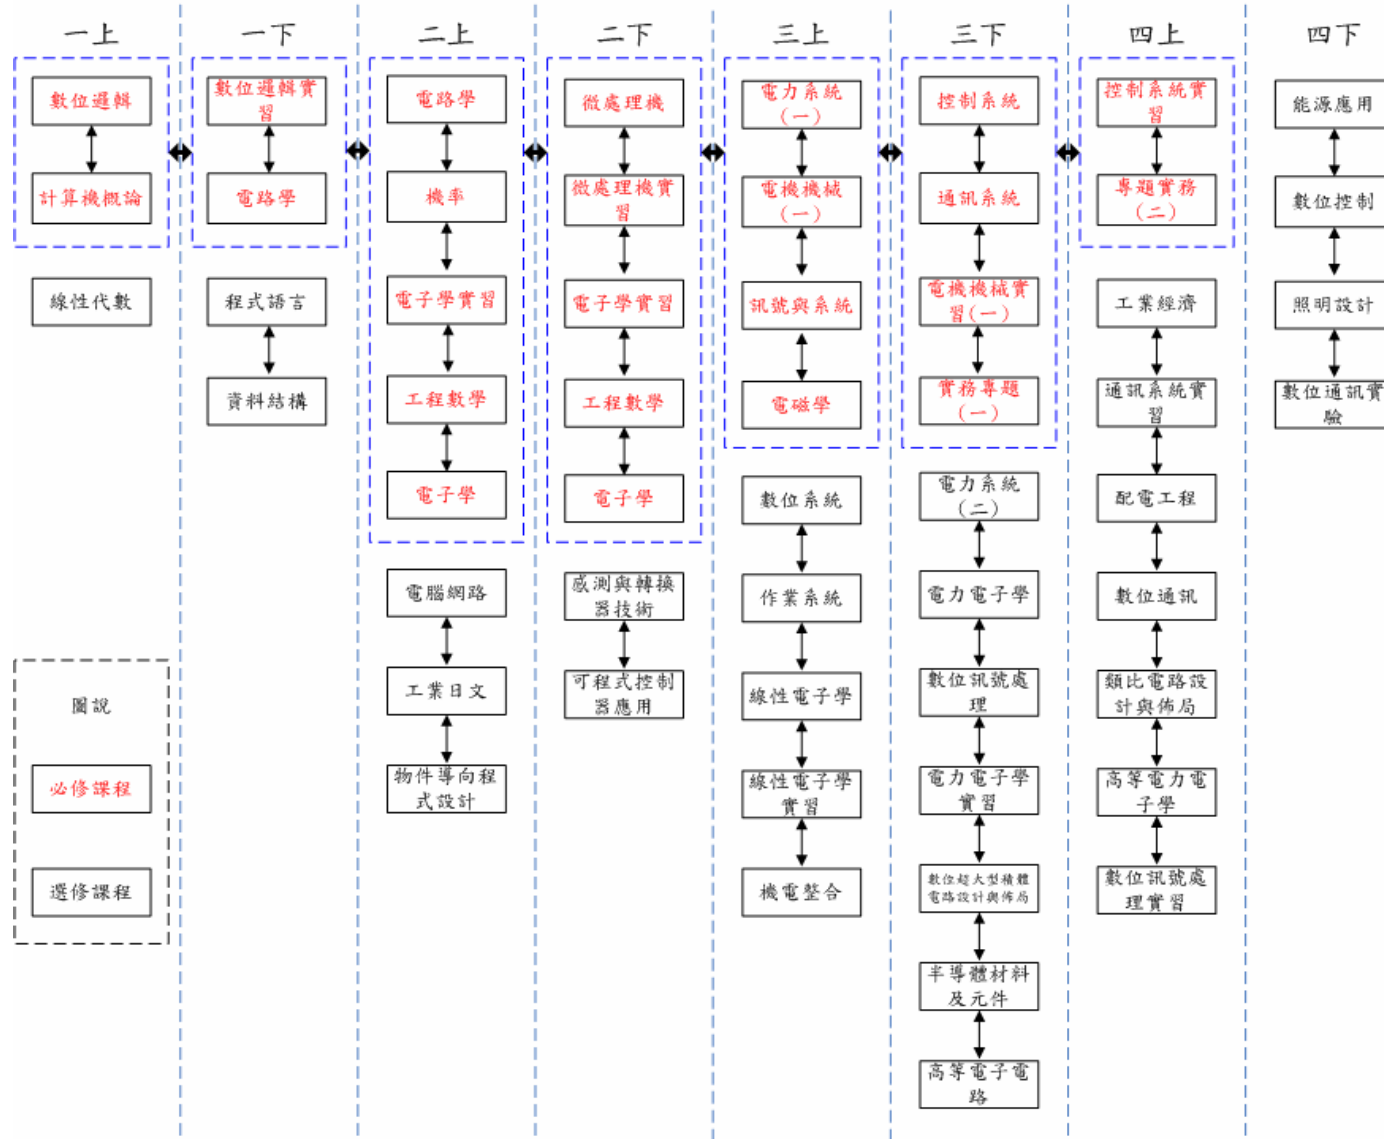 一上
數位邏輯
計算機概論
線性代數
圖說
必修課程
選修課程
一下
數位邏輯實
習
電路學
程式語言
資料結構
二上
電路學
機率
電子學實習
工程數學
電子學
電腦網路
工業日文
物件導向程
式設計
二下
微處理機
微處理機實
習
電子學實習
工程數學
電子學
感測與轉換
器技術
可程式控制
器應用
三上
電力系統
(一)
電機機械
(一)
訊號與系統
電磁學
數位系統
作業系統
線性電子學
線性電子學
實習
機電整合
三下
控制系統
通訊系統
電機機械實
習(一)
實務專題
(一)
電力系統
(二)
電力電子學
數位訊號處
理
電力電子學
實習
數位超大型積體
電路設計與佈局
半導體材料
及元件
高等電子電
路
四上
控制系統實
習
專題實務
(二)
工業經濟
通訊系統實
習
配電工程
數位通訊
類比電路設
計與佈局
高等電力電
子學
數位訊號處
理實習
四下
能源應用
數位控制
照明設計
數位通訊實
驗